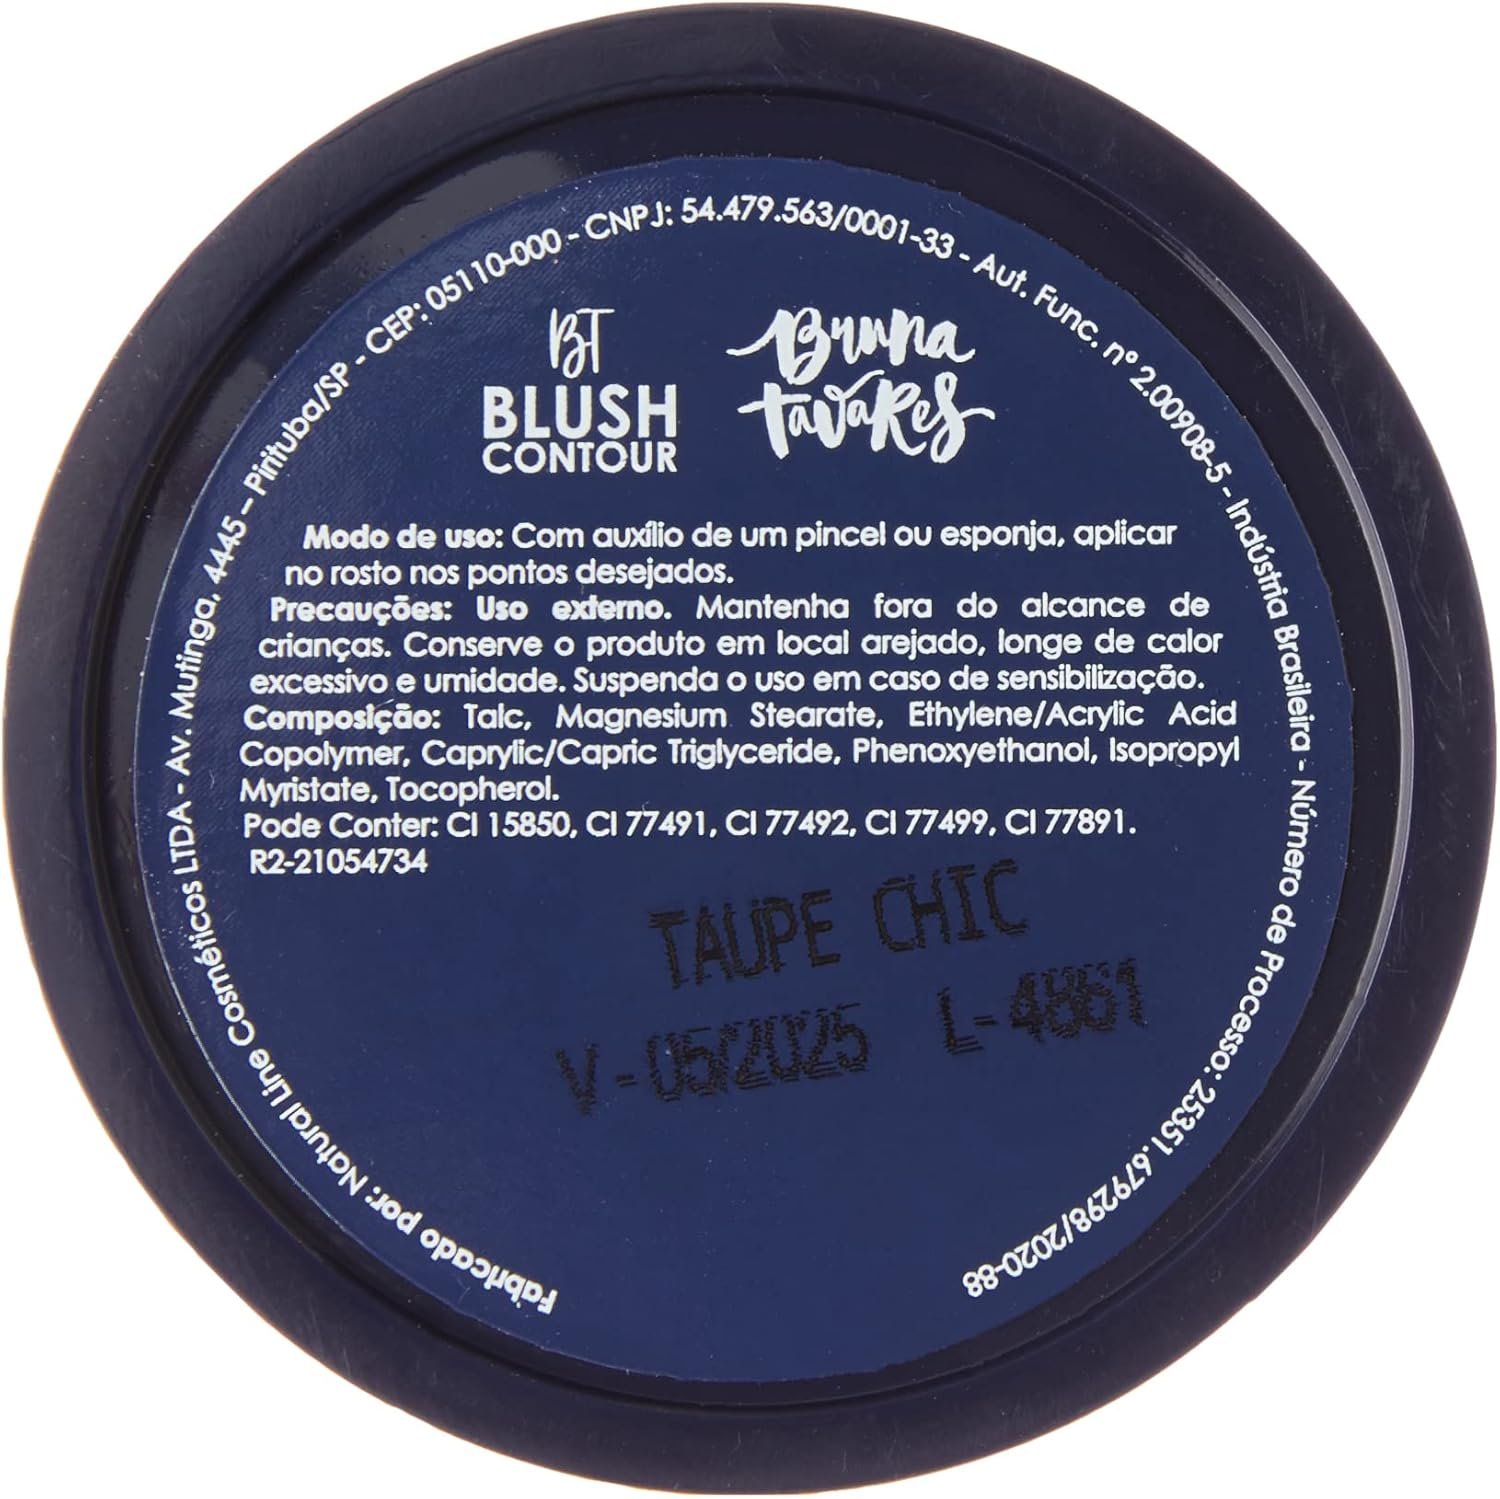 Fabricado por: Natural Line Cosméticos LTDA - Av. Mutinga, 4445 – Pirituba/SP - CEP: 05110-000 - CNPJ: 54.479.563/0001-33 - Aut. Func. nº 2.00908-5 - Indústria Brasileira - Número de Processo: 25351.679298/2020-88
BT
BLUSH
CONTOUR
Bruna
Tavares
Modo de uso: Com auxílio de um pincel ou esponja, aplicar
no rosto nos pontos desejados.
Precauções: Uso externo. Mantenha fora do alcance de
crianças. Conserve o produto em local arejado, longe de calor
excessivo e umidade. Suspenda o uso em caso de sensibilização.
Composição: Talc, Magnesium Stearate, Ethylene/Acrylic Acid
Copolymer, Caprylic/Capric Triglyceride, Phenoxyethanol, Isopropyl
Myristate, Tocopherol.
Pode Conter: CI 15850, CI 77491, CI 77492, CI 77499, CI 77891.
R2-21054734
TAUPE CHIC
V-05/2025 L-4861